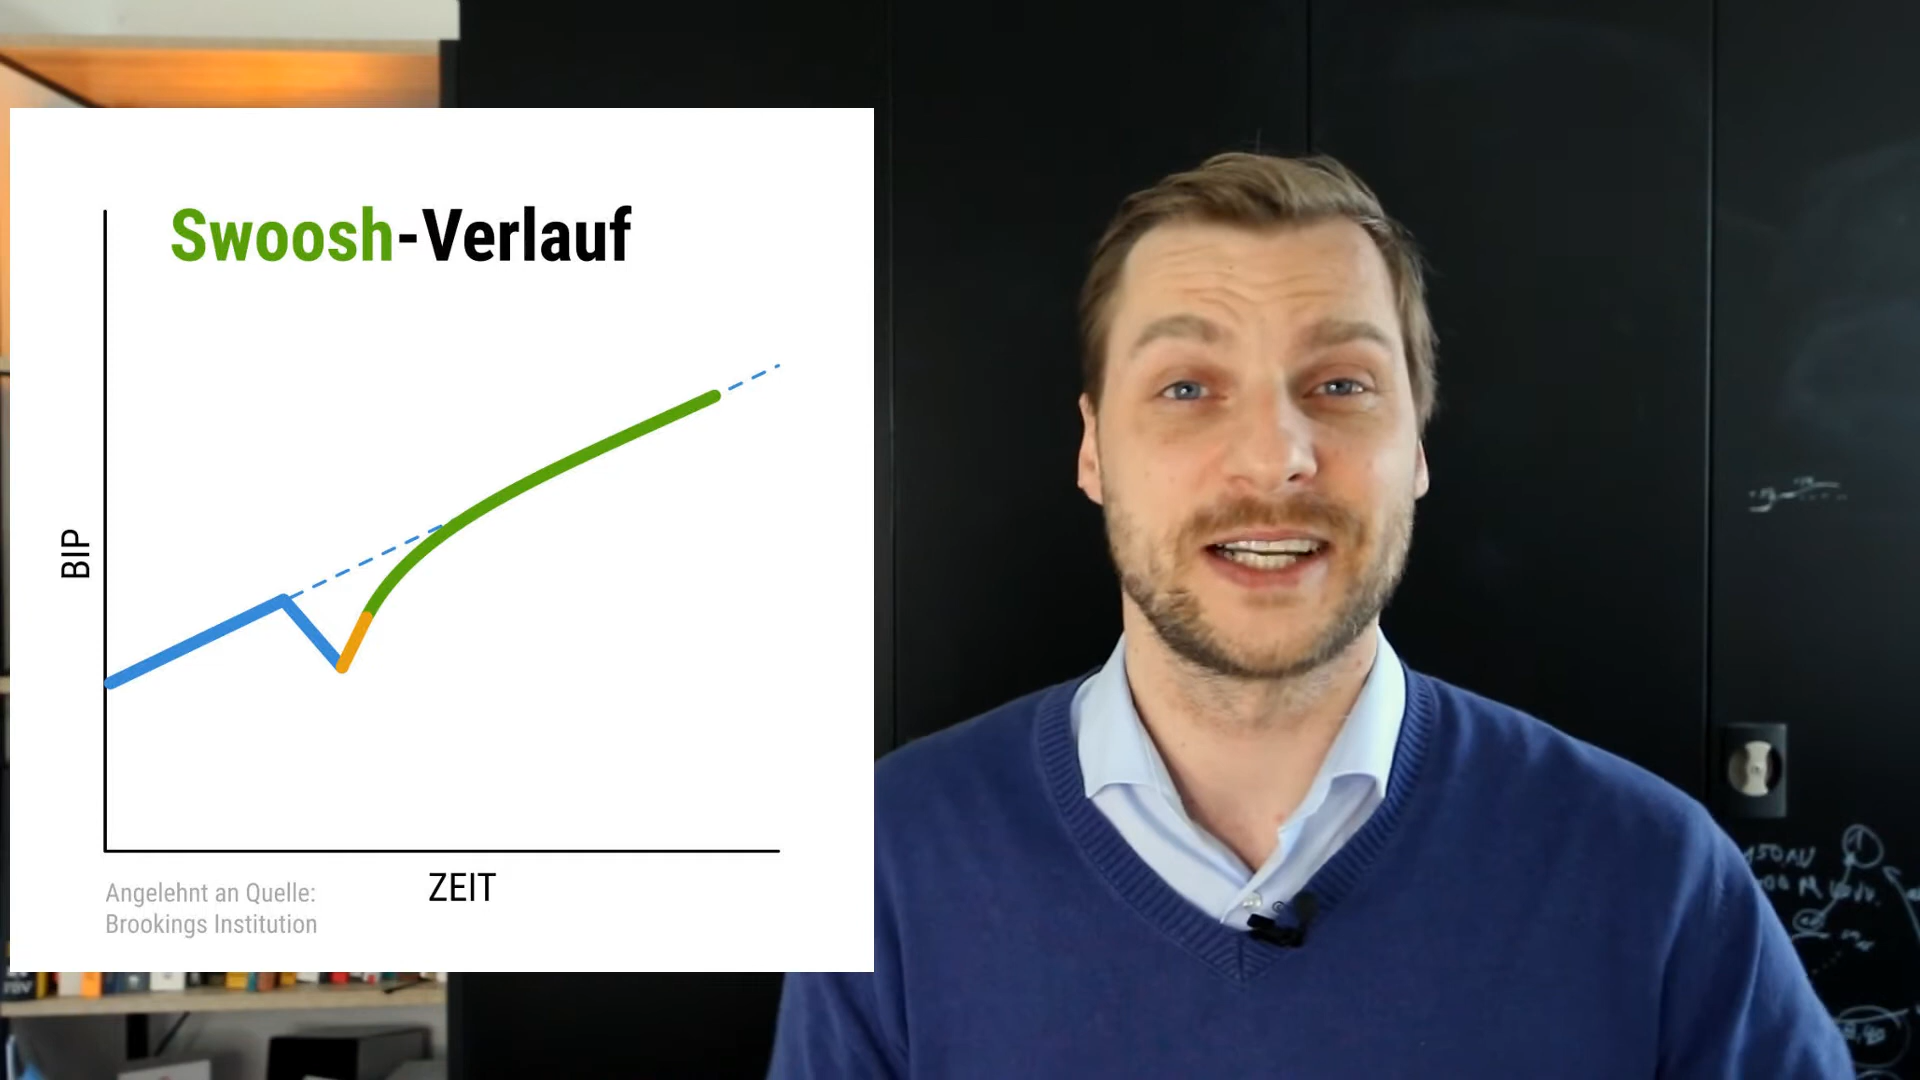 Swoosh-Verlauf
BIP
ZEIT
Angelehnt an Quelle:
Brookings Institution